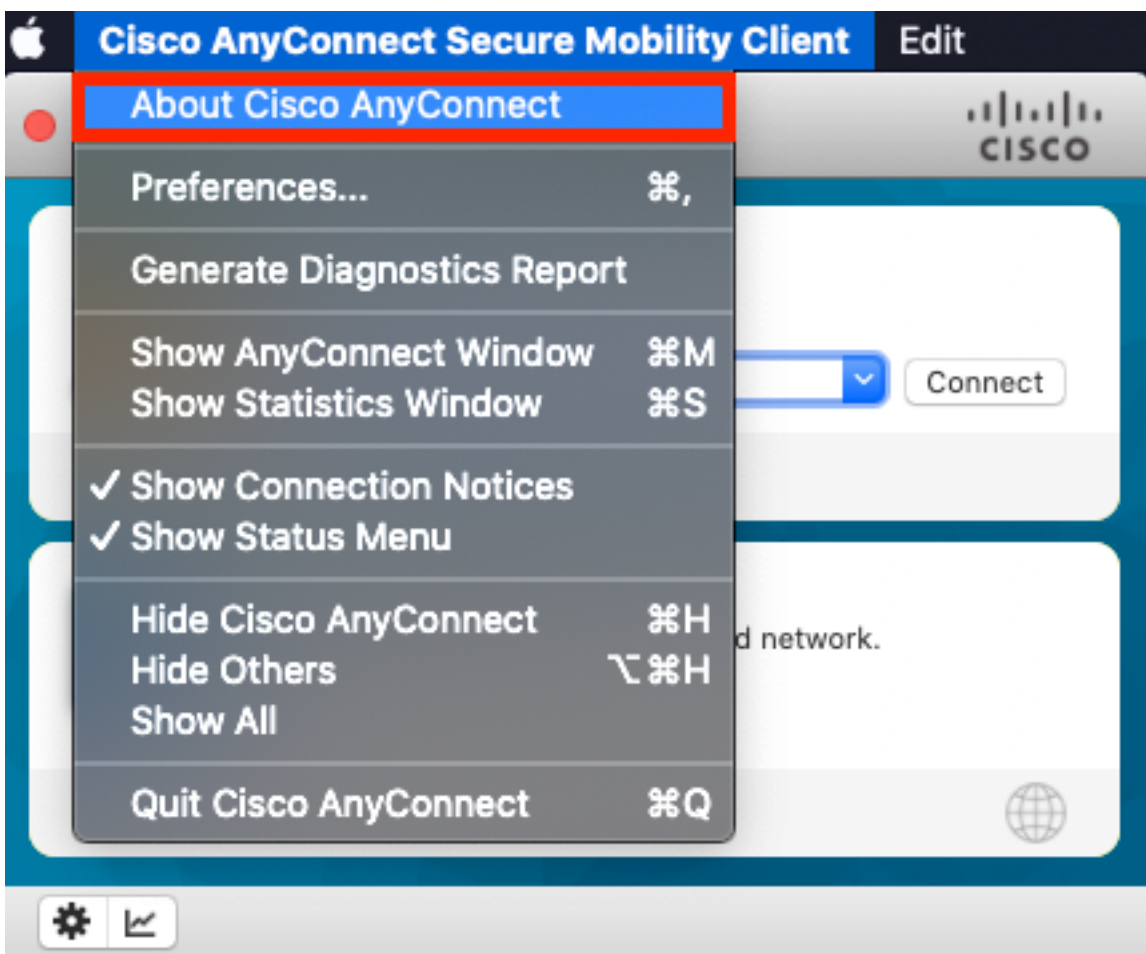 Cisco AnyConnect Secure Mobility Client Edit
About Cisco AnyConnect
CISCO
Preferences... ⌘,
Generate Diagnostics Report
Show AnyConnect Window ⌘M
Connect
Show Statistics Window ⌘S
✓ Show Connection Notices
✓ Show Status Menu
Hide Cisco AnyConnect ⌘H
d network.
Hide Others ⌥⌘H
Show All
Quit Cisco AnyConnect ⌘Q